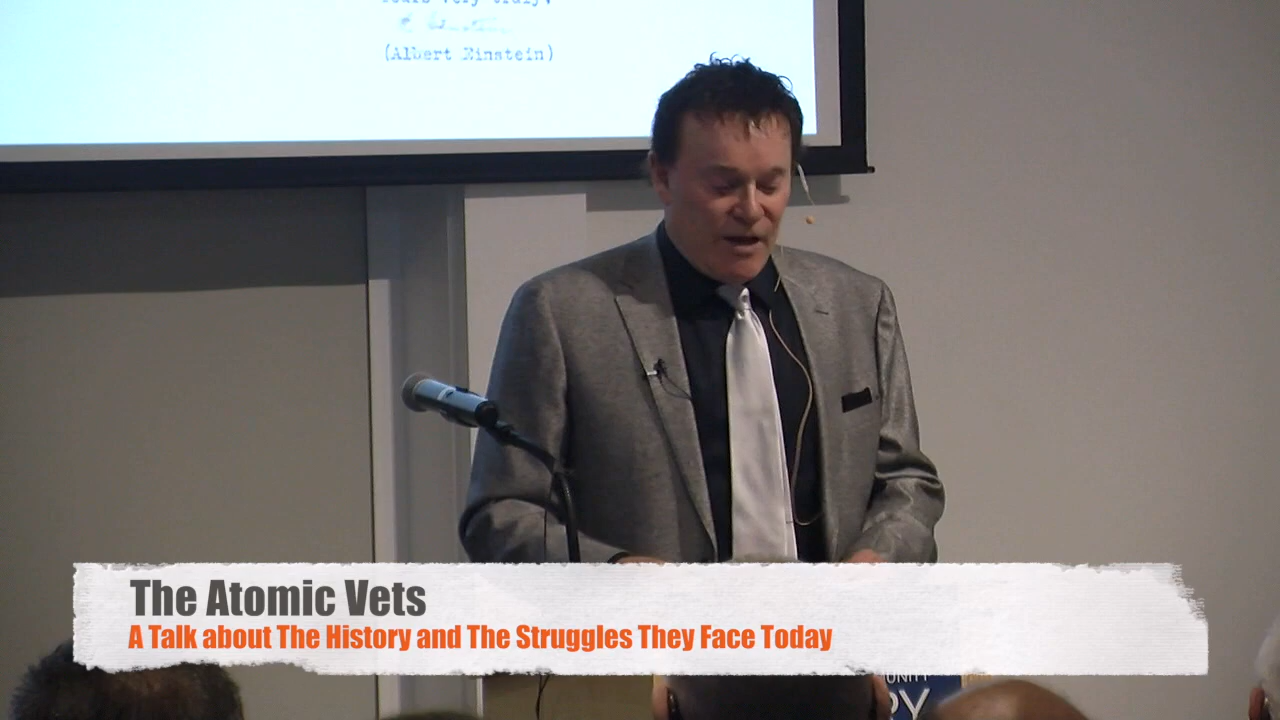 (Albert Einstein)
The Atomic Vets
A Talk about The History and The Struggles They Face Today